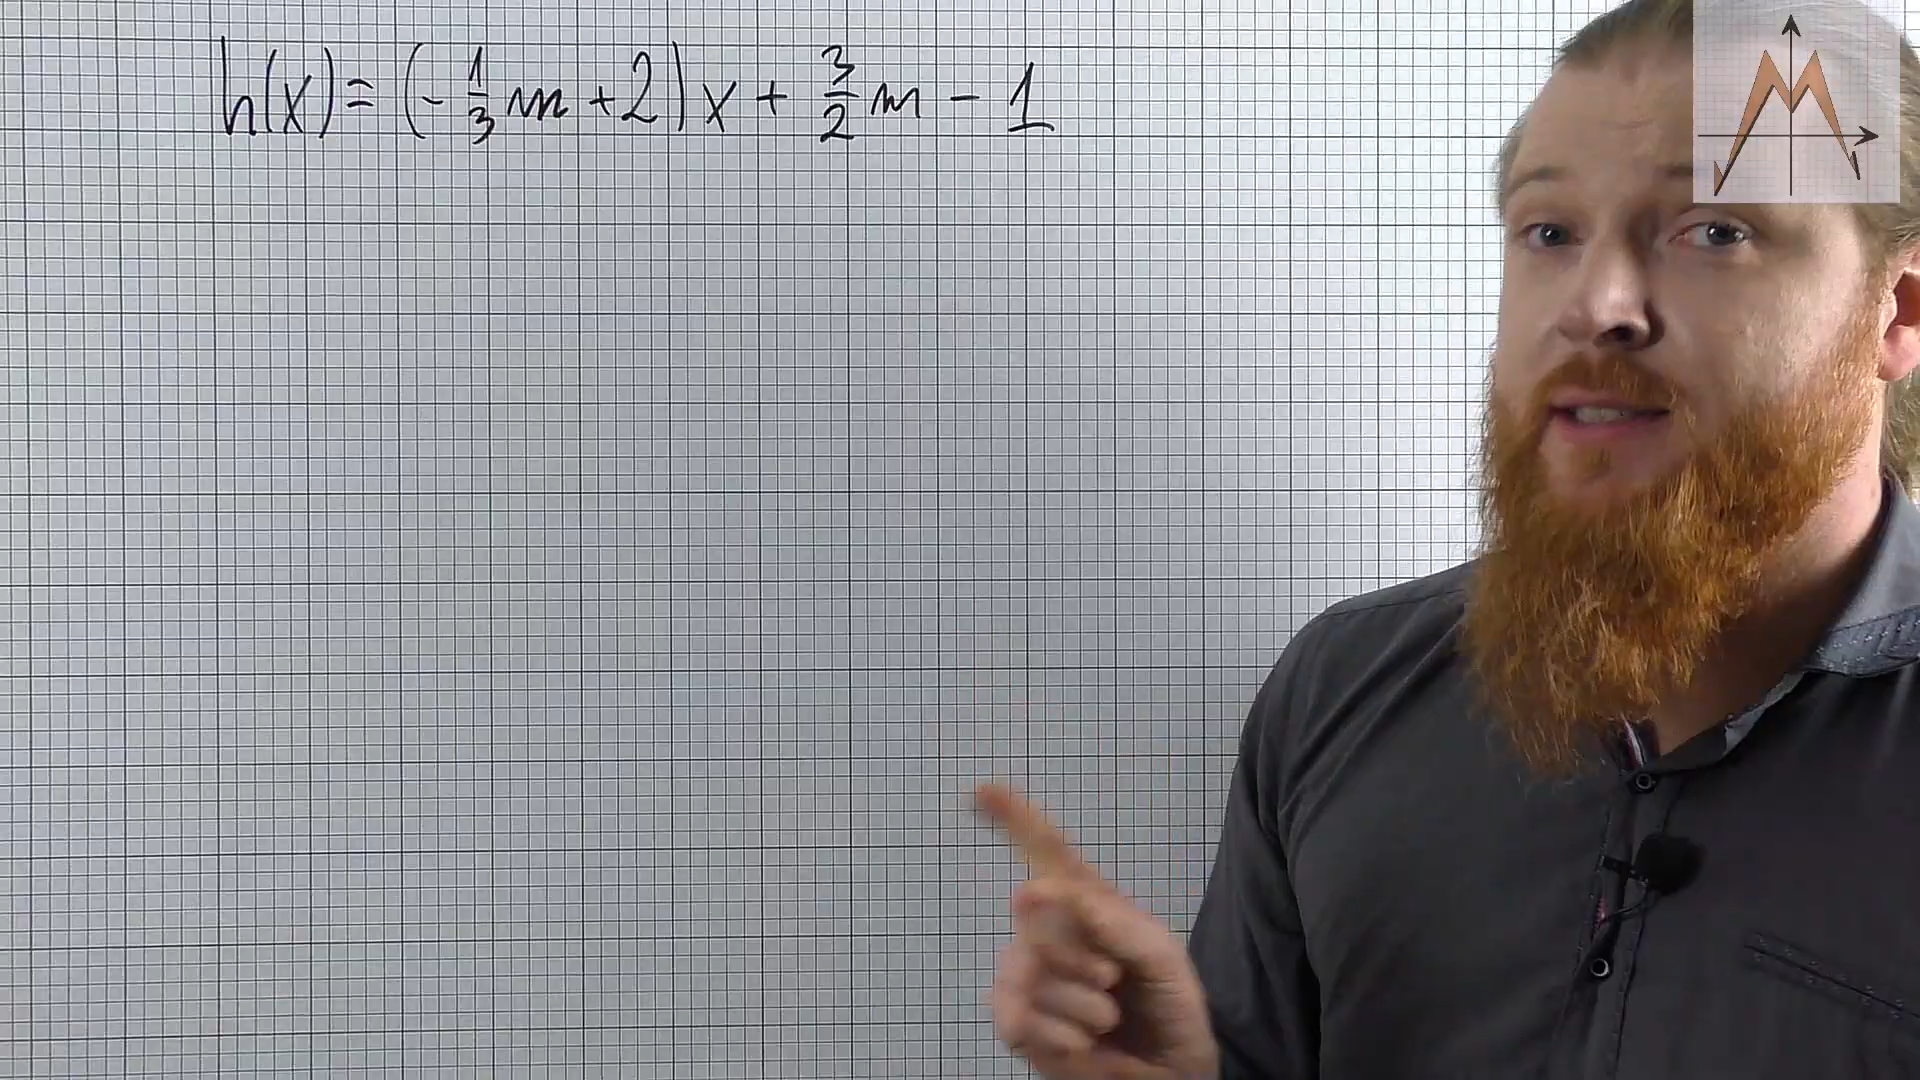 h(x) = (-1/3 m + 2)x + 3/2 m - 1